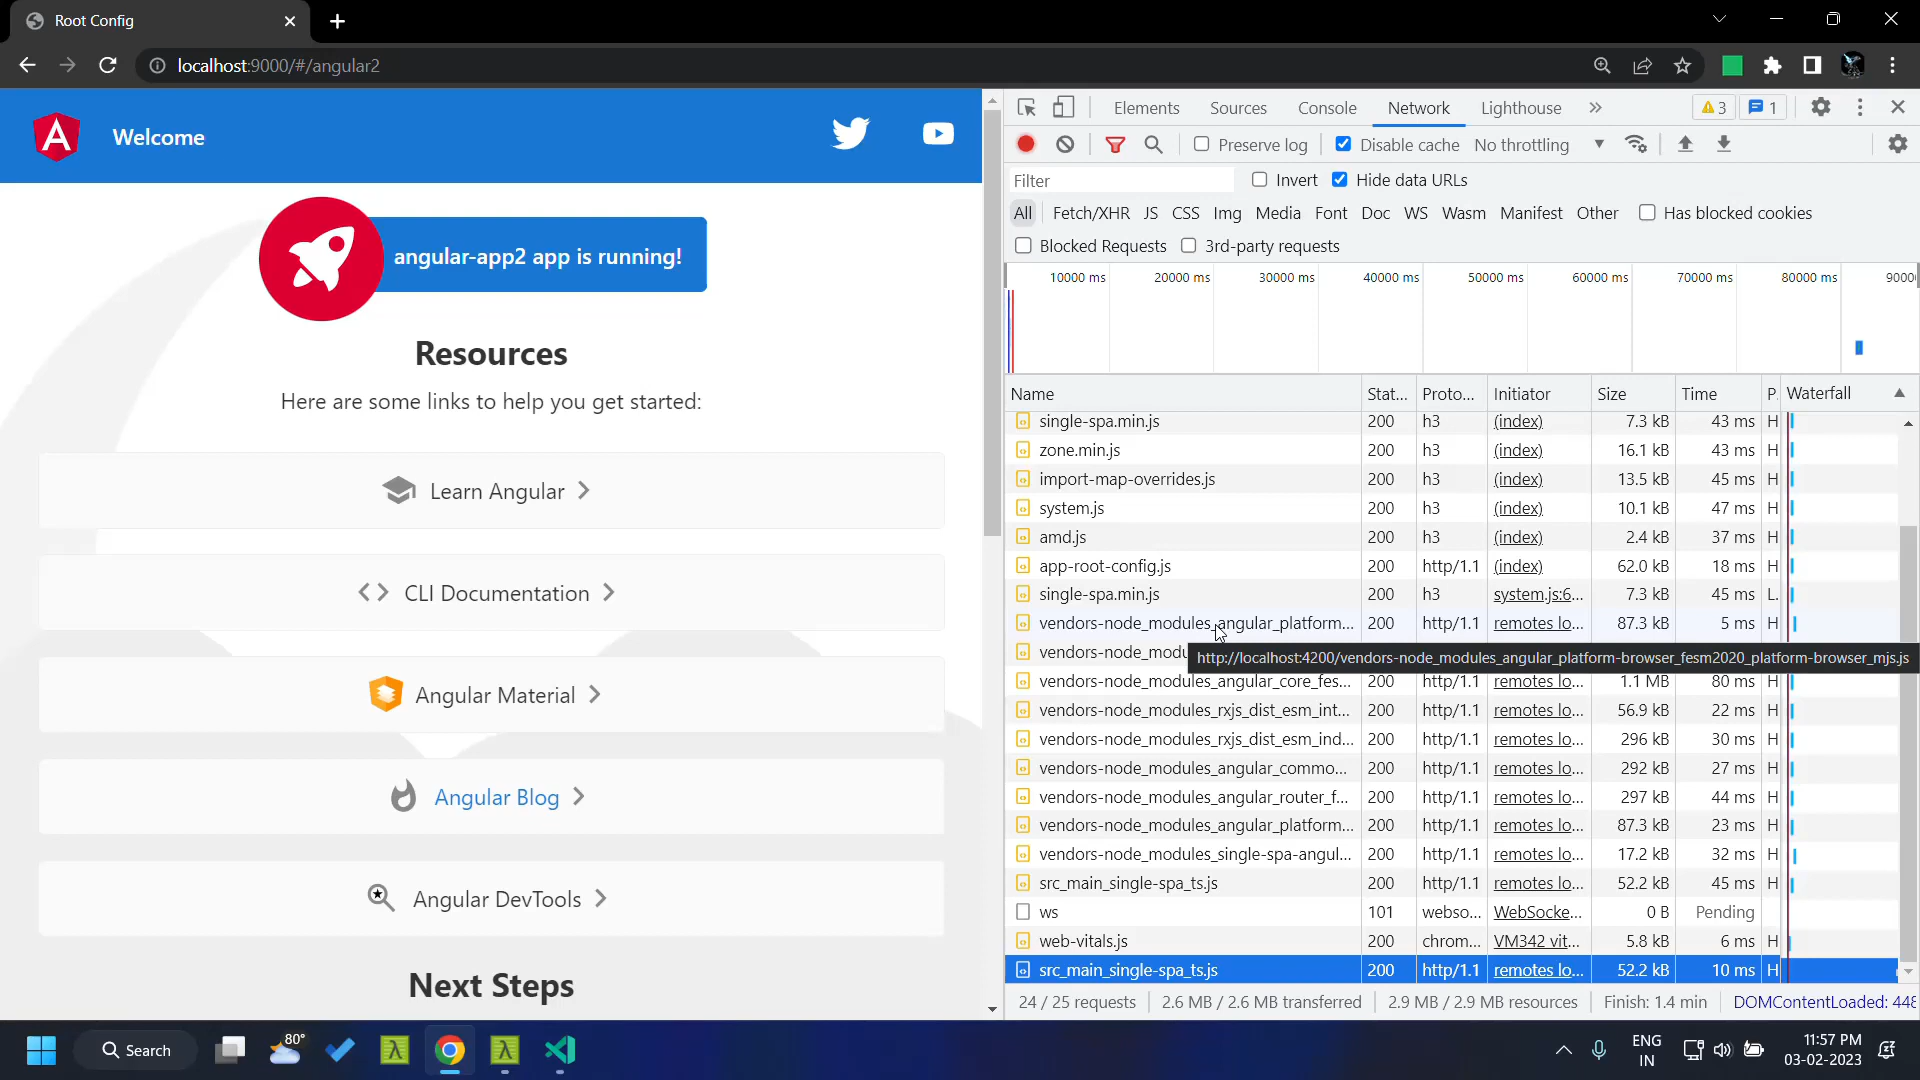 Root Config
localhost:9000/#/angular2
Welcome
angular-app2 app is running!
Resources
Here are some links to help you get started:
Learn Angular
CLI Documentation
Angular Material
Angular Blog
Angular DevTools
Next Steps
Elements Sources Console Network Lighthouse 3 1
Preserve log Disable cache No throttling
Filter Invert Hide data URLs
All Fetch/XHR JS CSS Img Media Font Doc WS Wasm Manifest Other Has blocked cookies
Blocked Requests 3rd-party requests
10000 ms 20000 ms 30000 ms 40000 ms 50000 ms 60000 ms 70000 ms 80000 ms 9000
Name Stat... Proto... Initiator Size Time P. Waterfall
single-spa.min.js 200 h3 (index) 7.3 kB 43 ms H
zone.min.js 200 h3 (index) 16.1 kB 43 ms H
import-map-overrides.js 200 h3 (index) 13.5 kB 45 ms H
system.js 200 h3 (index) 10.1 kB 47 ms H
amd.js 200 h3 (index) 2.4 kB 37 ms H
app-root-config.js 200 http/1.1 (index) 62.0 kB 18 ms H
single-spa.min.js 200 h3 system.js:6... 7.3 kB 45 ms L.
vendors-node_modules_angular_platform... 200 http/1.1 remotes lo... 87.3 kB 5 ms H
vendors-node_modu
http://localhost:4200/vendors-node_modules_angular_platform-browser_fesm2020_platform-browser_mjs.js
vendors-node_modules_angular_core_fes... 200 http/1.1 remotes lo... 1.1 MB 80 ms H
vendors-node_modules_rxjs_dist_esm_int... 200 http/1.1 remotes lo... 56.9 kB 22 ms H
vendors-node_modules_rxjs_dist_esm_ind... 200 http/1.1 remotes lo... 296 kB 30 ms H
vendors-node_modules_angular_commo... 200 http/1.1 remotes lo... 292 kB 27 ms H
vendors-node_modules_angular_router_f... 200 http/1.1 remotes lo... 297 kB 44 ms H
vendors-node_modules_angular_platform... 200 http/1.1 remotes lo... 87.3 kB 23 ms H
vendors-node_modules_single-spa-angul... 200 http/1.1 remotes lo... 17.2 kB 32 ms H
src_main_single-spa_ts.js 200 http/1.1 remotes lo... 52.2 kB 45 ms H
ws 101 webso... WebSocke... 0 B Pending
web-vitals.js 200 chrom... VM342 vit... 5.8 kB 6 ms H
src_main_single-spa_ts.js 200 http/1.1 remotes lo... 52.2 kB 10 ms H
24 / 25 requests 2.6 MB / 2.6 MB transferred 2.9 MB / 2.9 MB resources Finish: 1.4 min DOMContentLoaded: 448
Search 80° ENG IN 11:57 PM 03-02-2023